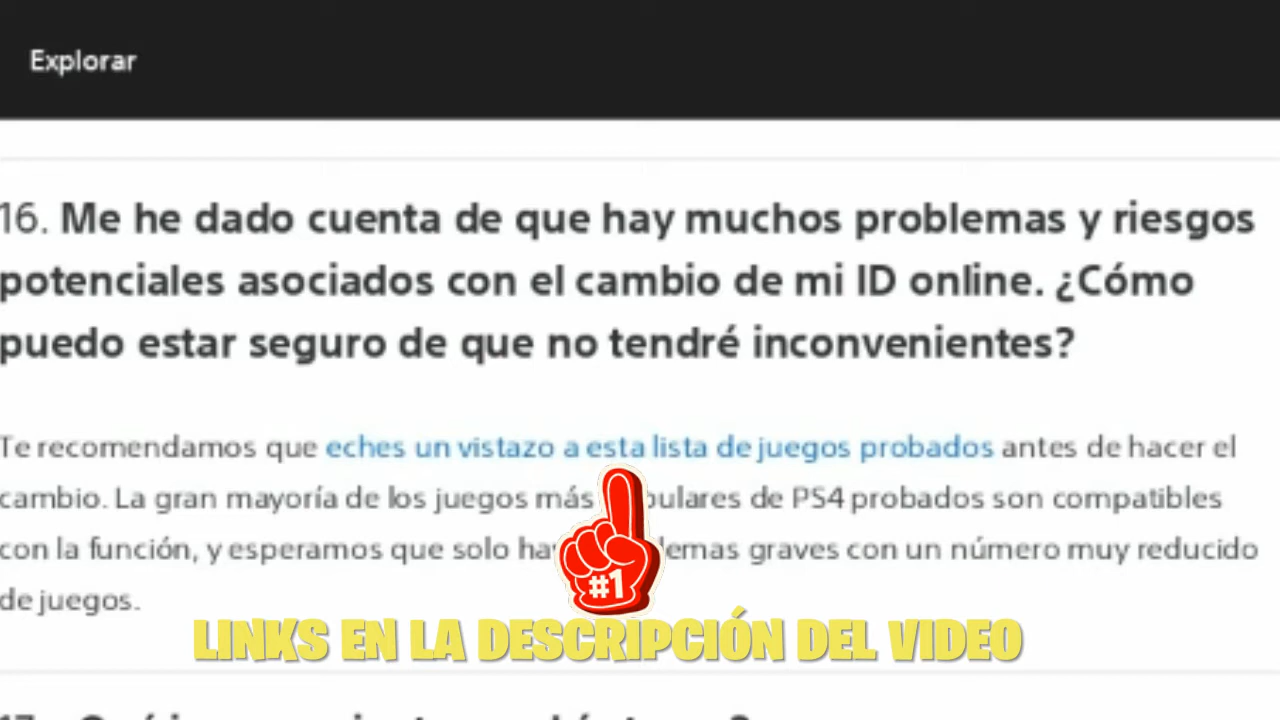 Explorar
16. Me he dado cuenta de que hay muchos problemas y riesgos
potenciales asociados con el cambio de mi ID online. ¿Cómo
puedo estar seguro de que no tendré inconvenientes?
Te recomendamos que eches un vistazo a esta lista de juegos probados antes de hacer el
cambio. La gran mayoría de los juegos más pulares de PS4 probados son compatibles
con la función, y esperamos que solo ha lemas graves con un número muy reducido
de juegos.
#1
LINKS EN LA DESCRIPCIÓN DEL VIDEO